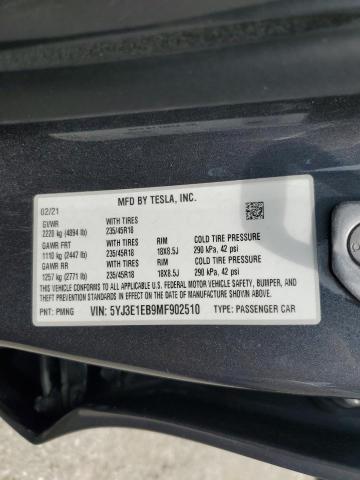 MFD BY TESLA, INC.
02/21
GVWR WITH TIRES
2220 kg (4894 lb) 235/45R18
GAWR FRT WITH TIRES RIM COLD TIRE PRESSURE
1110 kg (2447 lb) 235/45R18 18X8.5J 290 kPa, 42 psi
GAWR RR WITH TIRES RIM COLD TIRE PRESSURE
1257 kg (2771 lb) 235/45R18 18X8.5J 290 kPa, 42 psi
THIS VEHICLE CONFORMS TO ALL APPLICABLE U.S. FEDERAL MOTOR VEHICLE SAFETY, BUMPER, AND
THEFT PREVENTION STANDARDS IN EFFECT ON THE DATE OF MANUFACTURE SHOWN ABOVE.
PNT: PMNG VIN: 5YJ3E1EB9MF902510 TYPE: PASSENGER CAR